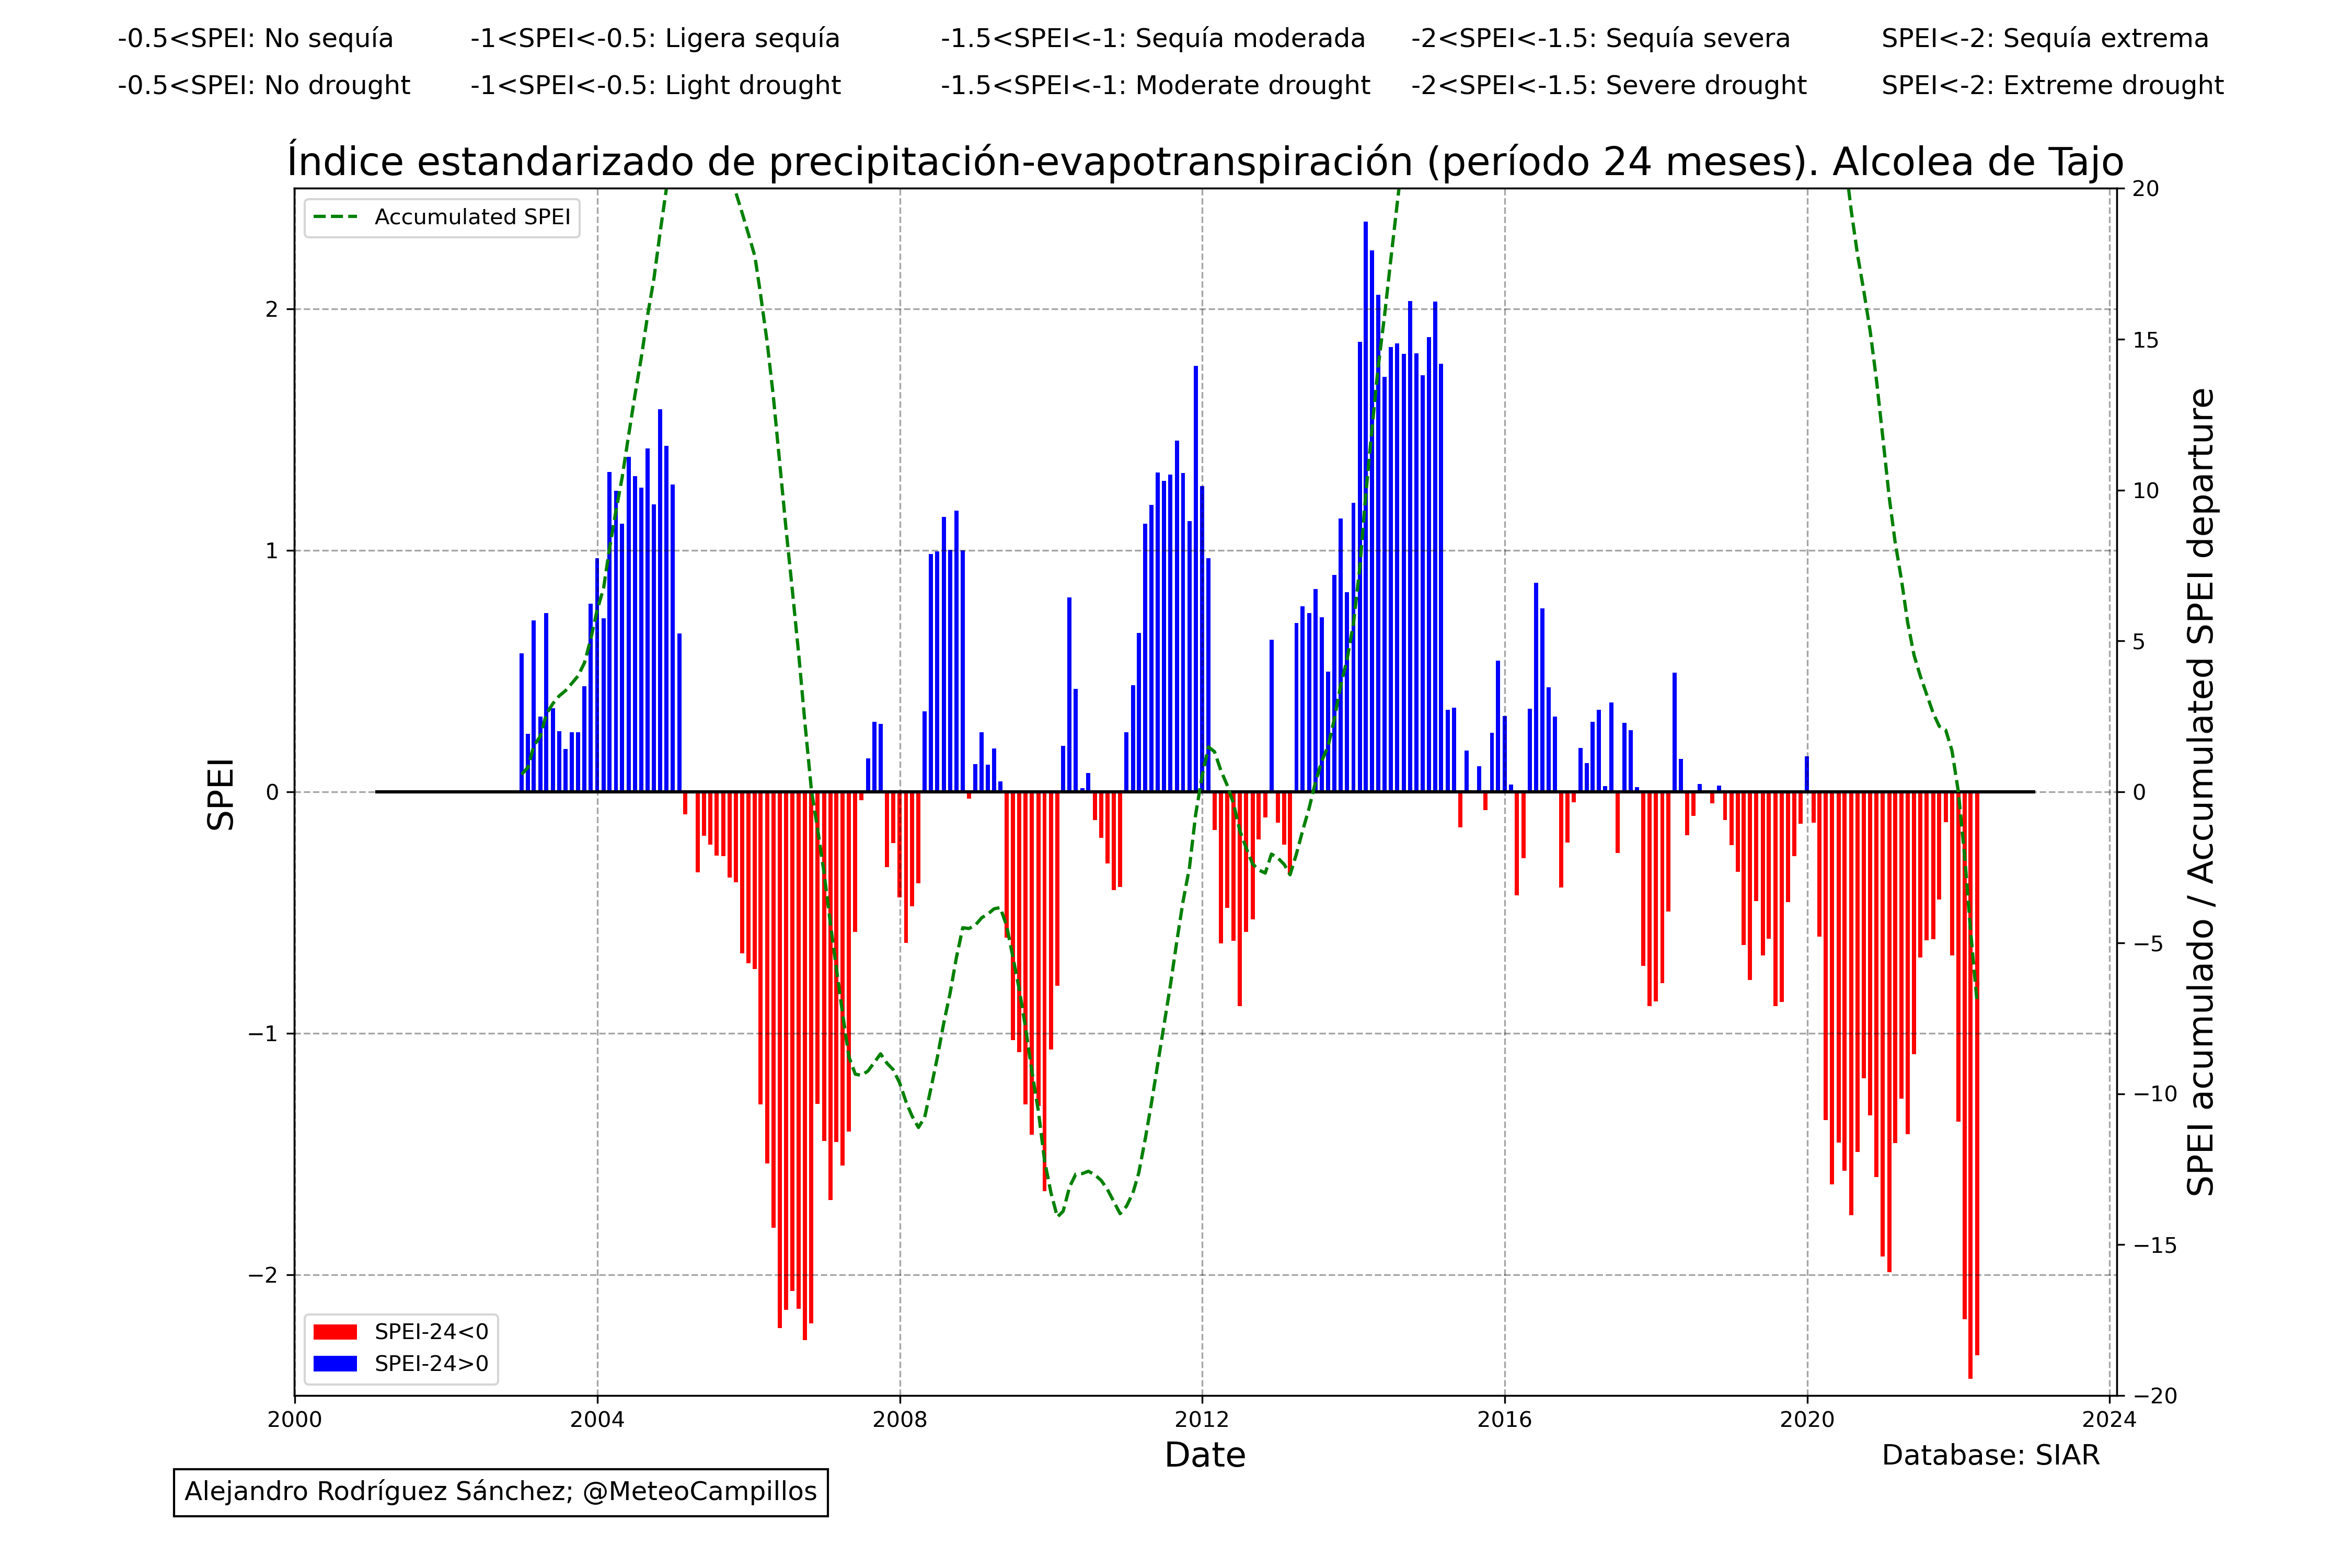 -0.5<SPEI: No sequía -1<SPEI<-0.5: Ligera sequía -1.5<SPEI<-1: Sequía moderada -2<SPEI<-1.5: Sequía severa SPEI<-2: Sequía extrema
-0.5<SPEI: No drought -1<SPEI<-0.5: Light drought -1.5<SPEI<-1: Moderate drought -2<SPEI<-1.5: Severe drought SPEI<-2: Extreme drought
Índice estandarizado de precipitación-evapotranspiración (período 24 meses). Alcolea de Tajo
Accumulated SPEI
2
1
0
−1
−2
SPEI
20
15
10
5
0
−5
−10
−15
−20
SPEI acumulado / Accumulated SPEI departure
SPEI-24<0
SPEI-24>0
2000 2004 2008 2012 2016 2020 2024
Date
Database: SIAR
Alejandro Rodríguez Sánchez; @MeteoCampillos